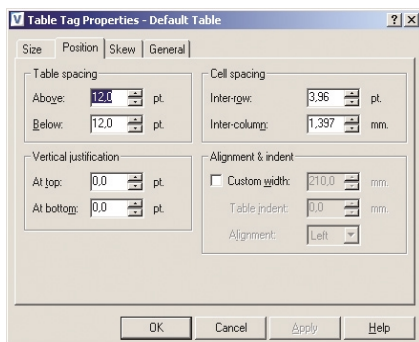 Table Tag Properties - Default Table
Size Position Skew General
Table spacing
Above: 12,0 pt.
Below: 12,0 pt.
Cell spacing
Inter-row: 3,96 pt.
Inter-column: 1,397 mm.
Vertical justification
At top: 0,0 pt.
At bottom: 0,0 pt.
Alignment & indent
Custom width: 210,0 mm.
Table indent: 0,0 mm.
Alignment: Left
OK Cancel Apply Help